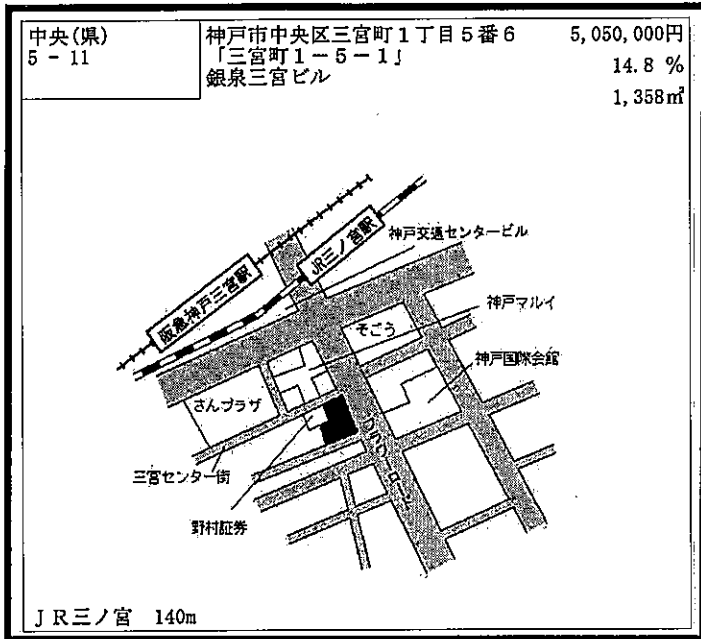 中央(県)
5 - 11
神戸市中央区三宮町1丁目5番6
「三宮町1-5-1」
銀泉三宮ビル
5,050,000円
14.8 %
1,358㎡
阪急神戸三宮駅
JR三ノ宮駅
神戸交通センタービル
神戸マルイ
そごう
神戸国際会館
さんプラザ
フラワーロード
三宮センター街
野村証券
JR三ノ宮 140m